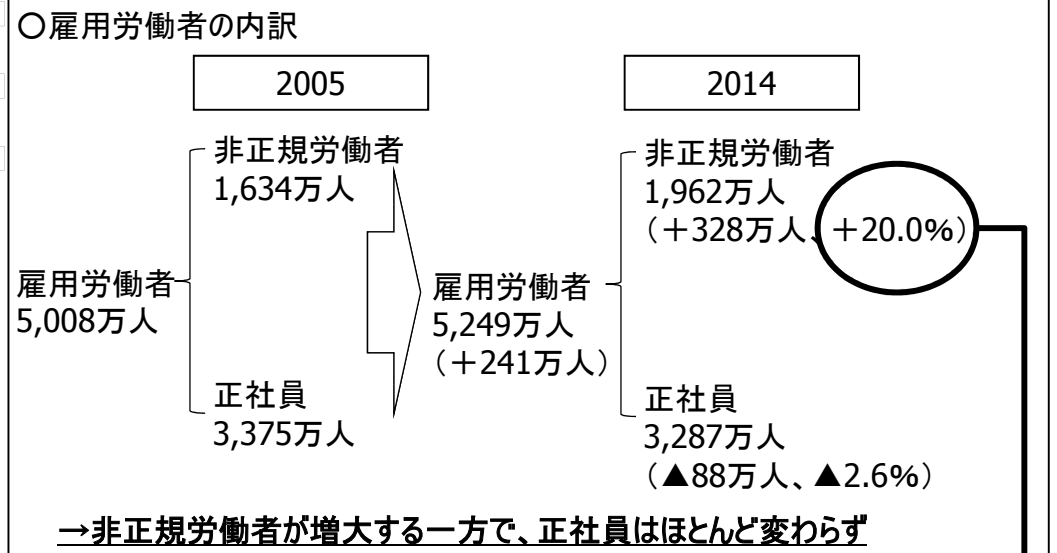 〇雇用労働者の内訳
2005
2014
非正規労働者
1,634万人
雇用労働者
5,008万人
正社員
3,375万人
非正規労働者
1,962万人
（＋328万人、＋20.0%）
雇用労働者
5,249万人
（＋241万人）
正社員
3,287万人
（▲88万人、▲2.6%）
→非正規労働者が増大する一方で、正社員はほとんど変わらず